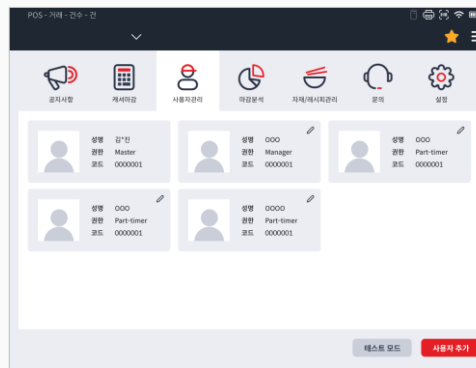 POS - 거래 - 건수 - 건
공지사항 캐셔마감 사용자관리 마감분석 자재/레시피관리 문의 설정
성명 김*진 성명 OOO 성명 OOO
권한 Master 권한 Manager 권한 Part-timer
코드 0000001 코드 0000001 코드 0000001
성명 OOO 성명 OOOO
권한 Part-timer 권한 Part-timer
코드 0000001 코드 0000001
테스트 모드 사용자 추가